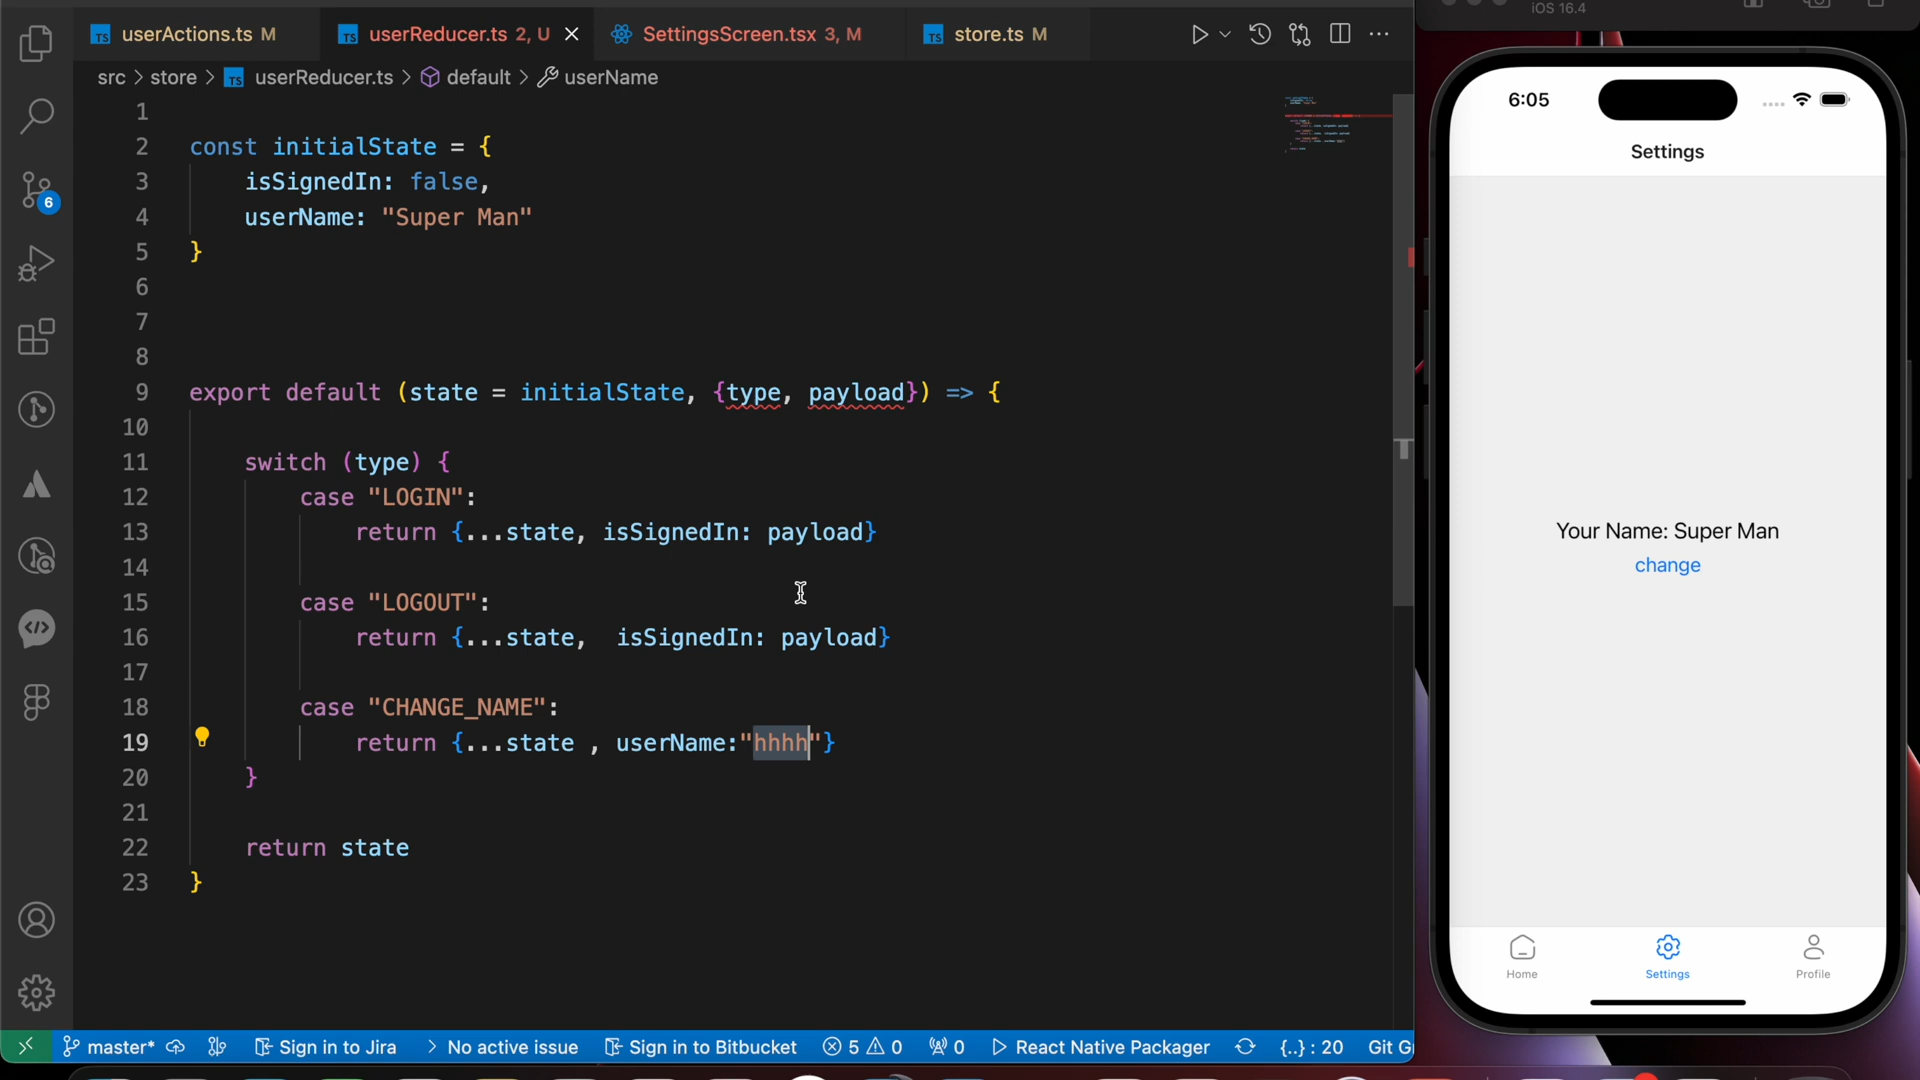 userActions.ts M
userReducer.ts 2, U
SettingsScreen.tsx 3, M
store.ts M
src > store > userReducer.ts > default > userName
1
2 const initialState = {
3 isSignedIn: false,
4 userName: "Super Man"
5 }
6
7
8
9 export default (state = initialState, {type, payload}) => {
10
11 switch (type) {
12 case "LOGIN":
13 return {...state, isSignedIn: payload}
14
15 case "LOGOUT":
16 return {...state,  isSignedIn: payload}
17
18 case "CHANGE_NAME":
19 return {...state , userName:"hhhh"}
20 }
21
22 return state
23 }
6
master* Sign in to Jira > No active issue Sign in to Bitbucket 5 0 0 React Native Packager {..} : 20 Git G
iOS 16.4
6:05
Settings
Your Name: Super Man
change
Home Settings Profile